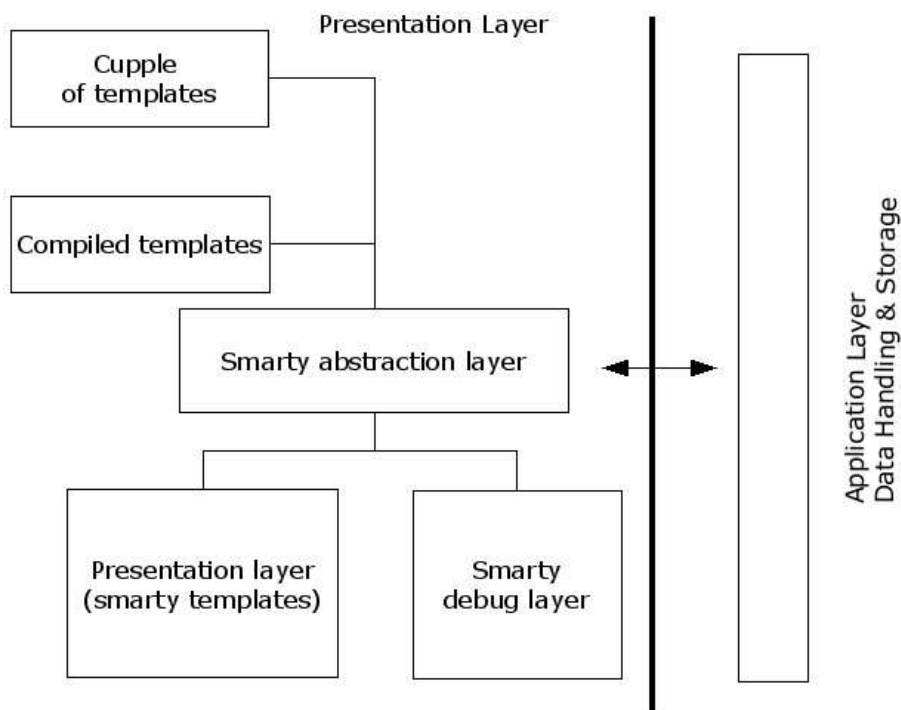 Presentation Layer
Cupple
of templates
Compiled templates
Smarty abstraction layer
Presentation layer
(smarty templates)
Smarty
debug layer
Application Layer
Data Handling & Storage